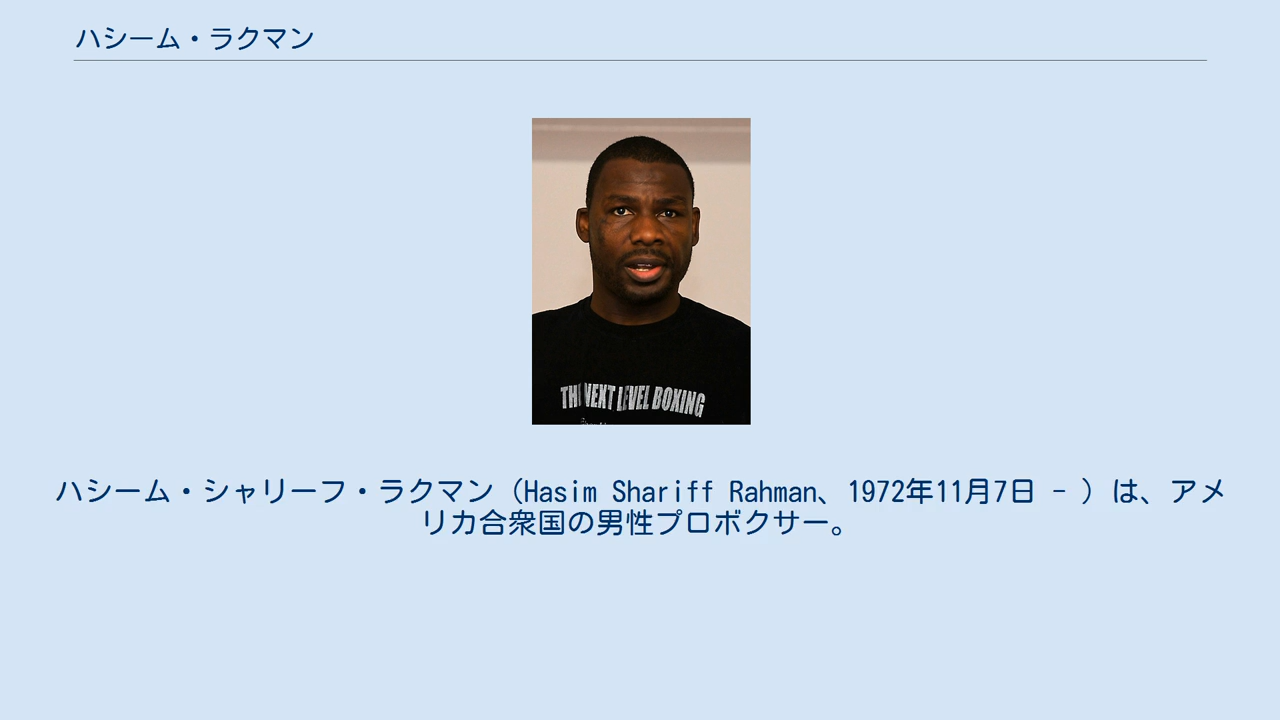 ハシーム・ラクマン
THE NEXT LEVEL BOXING
ハシーム・シャリーフ・ラクマン（Hasim Shariff Rahman、1972年11月7日 - ）は、アメ
リカ合衆国の男性プロボクサー。